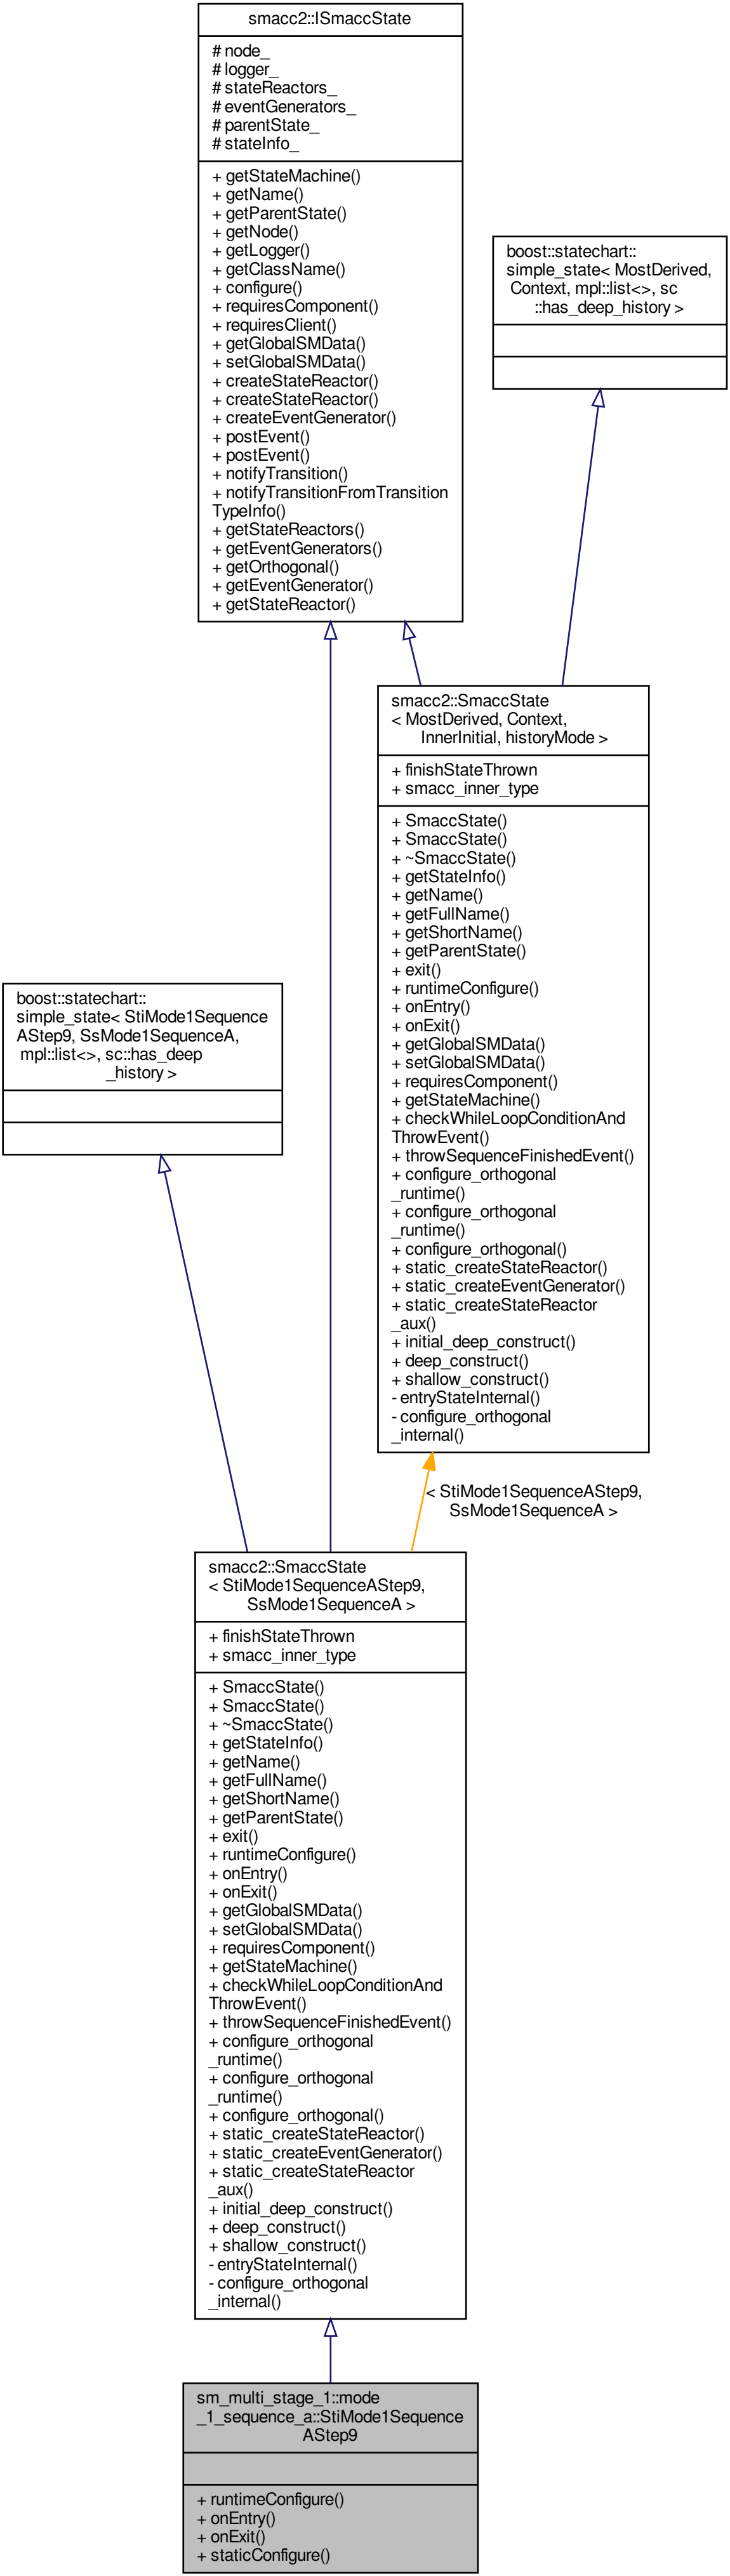 smacc2::ISmaccState
# node_
# logger_
# stateReactors_
# eventGenerators_
# parentState_
# stateInfo_
+ getStateMachine()
+ getName()
+ getParentState()
+ getNode()
+ getLogger()
+ getClassName()
+ configure()
+ requiresComponent()
+ requiresClient()
+ getGlobalSMData()
+ setGlobalSMData()
+ createStateReactor()
+ createStateReactor()
+ createEventGenerator()
+ postEvent()
+ postEvent()
+ notifyTransition()
+ notifyTransitionFromTransition
TypeInfo()
+ getStateReactors()
+ getEventGenerators()
+ getOrthogonal()
+ getEventGenerator()
+ getStateReactor()
boost::statechart::
simple_state< MostDerived,
Context, mpl::list<>, sc
::has_deep_history >
smacc2::SmaccState
< MostDerived, Context,
InnerInitial, historyMode >
+ finishStateThrown
+ smacc_inner_type
+ SmaccState()
+ SmaccState()
+ ~SmaccState()
+ getStateInfo()
+ getName()
+ getFullName()
+ getShortName()
+ getParentState()
+ exit()
+ runtimeConfigure()
+ onEntry()
+ onExit()
+ getGlobalSMData()
+ setGlobalSMData()
+ requiresComponent()
+ getStateMachine()
+ checkWhileLoopConditionAnd
ThrowEvent()
+ throwSequenceFinishedEvent()
+ configure_orthogonal
_runtime()
+ configure_orthogonal
_runtime()
+ configure_orthogonal()
+ static_createStateReactor()
+ static_createEventGenerator()
+ static_createStateReactor
_aux()
+ initial_deep_construct()
+ deep_construct()
+ shallow_construct()
- entryStateInternal()
- configure_orthogonal
_internal()
boost::statechart::
simple_state< StiMode1Sequence
AStep9, SsMode1SequenceA,
mpl::list<>, sc::has_deep
_history >
< StiMode1SequenceAStep9,
SsMode1SequenceA >
smacc2::SmaccState
< StiMode1SequenceAStep9,
SsMode1SequenceA >
+ finishStateThrown
+ smacc_inner_type
+ SmaccState()
+ SmaccState()
+ ~SmaccState()
+ getStateInfo()
+ getName()
+ getFullName()
+ getShortName()
+ getParentState()
+ exit()
+ runtimeConfigure()
+ onEntry()
+ onExit()
+ getGlobalSMData()
+ setGlobalSMData()
+ requiresComponent()
+ getStateMachine()
+ checkWhileLoopConditionAnd
ThrowEvent()
+ throwSequenceFinishedEvent()
+ configure_orthogonal
_runtime()
+ configure_orthogonal
_runtime()
+ configure_orthogonal()
+ static_createStateReactor()
+ static_createEventGenerator()
+ static_createStateReactor
_aux()
+ initial_deep_construct()
+ deep_construct()
+ shallow_construct()
- entryStateInternal()
- configure_orthogonal
_internal()
sm_multi_stage_1::mode
_1_sequence_a::StiMode1Sequence
AStep9
+ runtimeConfigure()
+ onEntry()
+ onExit()
+ staticConfigure()